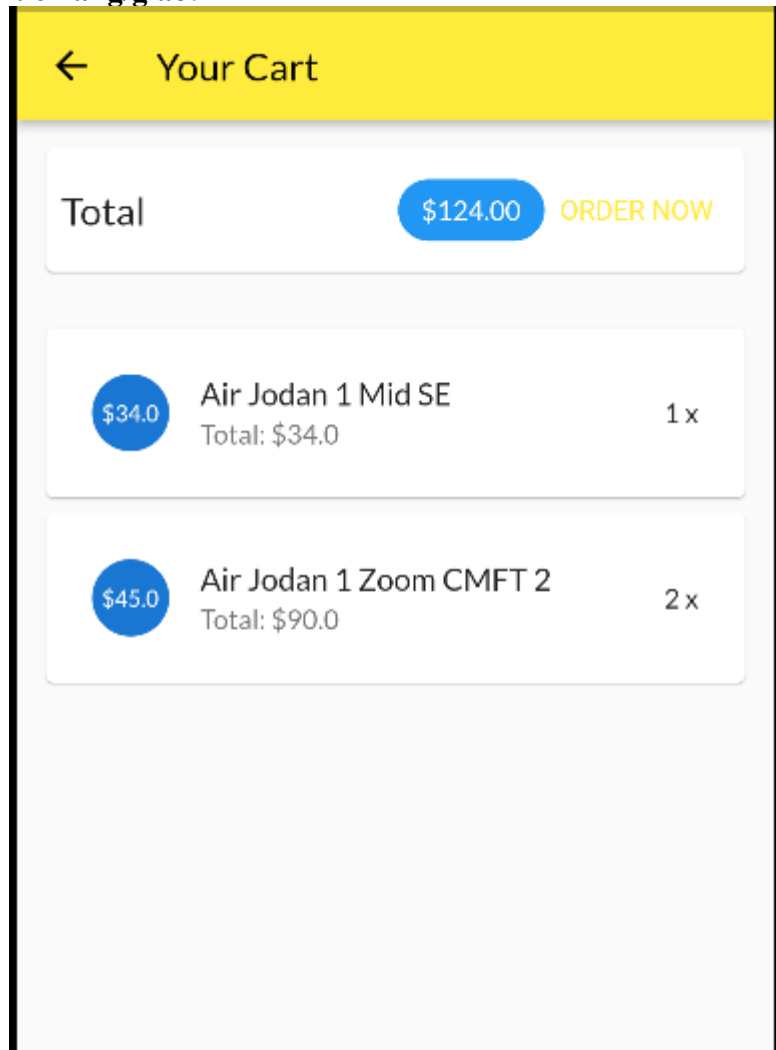 Your Cart
Total $124.00 ORDER NOW
$34.0 Air Jodan 1 Mid SE 1 x
Total: $34.0
$45.0 Air Jodan 1 Zoom CMFT 2 2 x
Total: $90.0